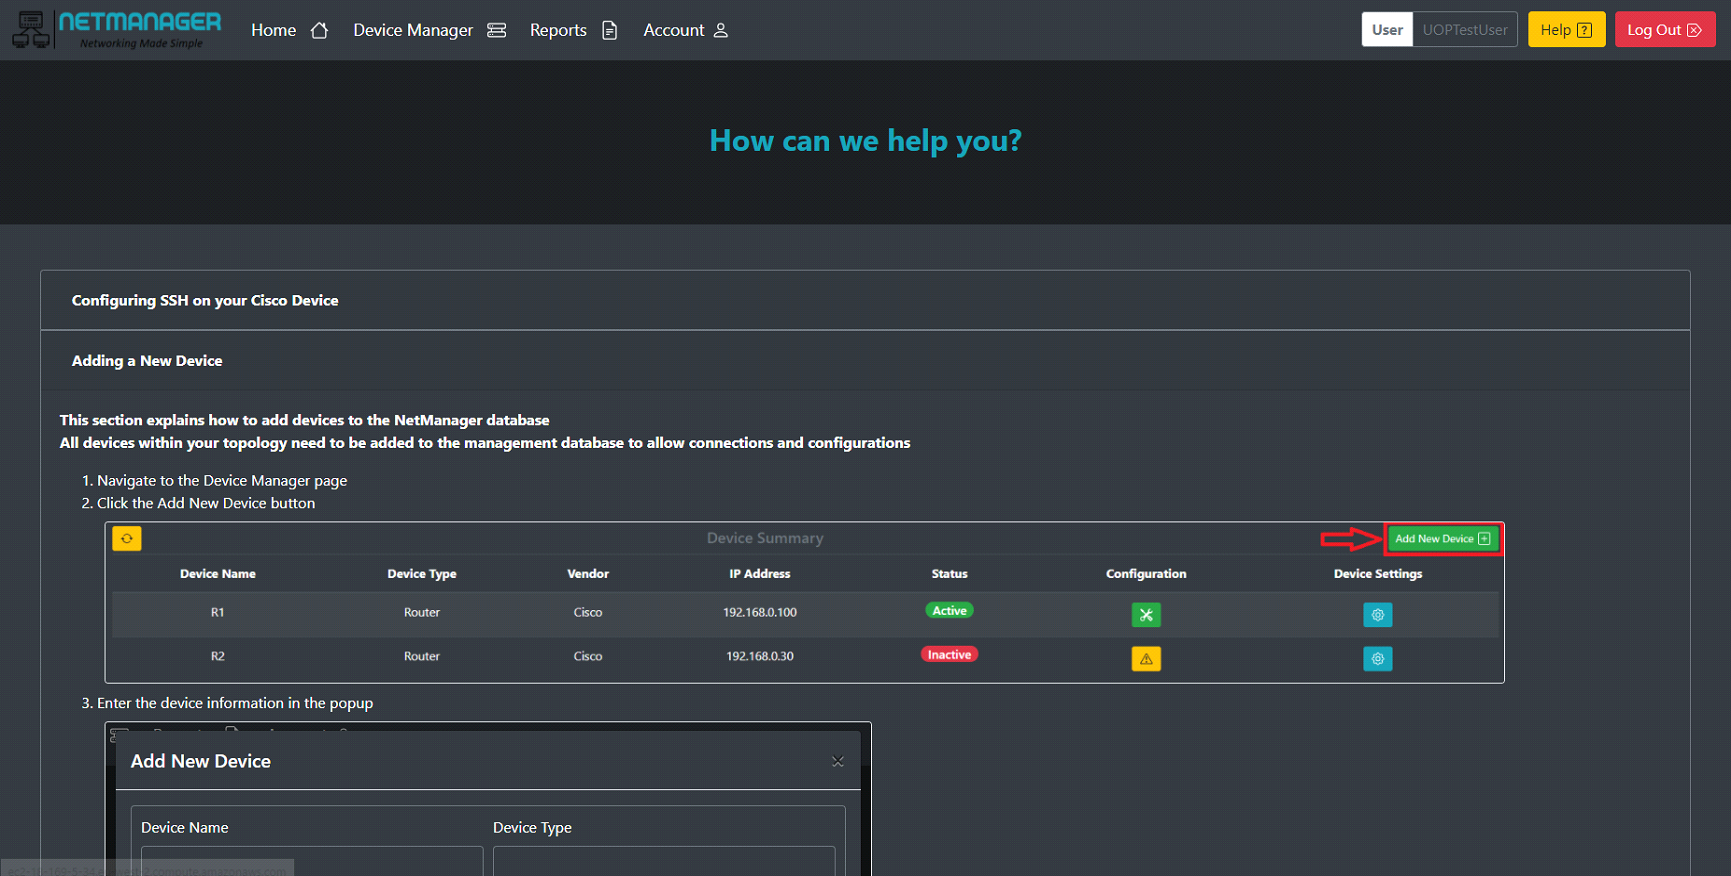 NETMANAGER
Networking Made Simple
Home Device Manager Reports Account User UOPTestUser Help Log Out
How can we help you?
Configuring SSH on your Cisco Device
Adding a New Device
This section explains how to add devices to the NetManager database
All devices within your topology need to be added to the management database to allow connections and configurations
1. Navigate to the Device Manager page
2. Click the Add New Device button
Device Summary Add New Device
Device Name Device Type Vendor IP Address Status Configuration Device Settings
R1 Router Cisco 192.168.0.100 Active
R2 Router Cisco 192.168.0.30 Inactive
3. Enter the device information in the popup
Add New Device
Device Name Device Type